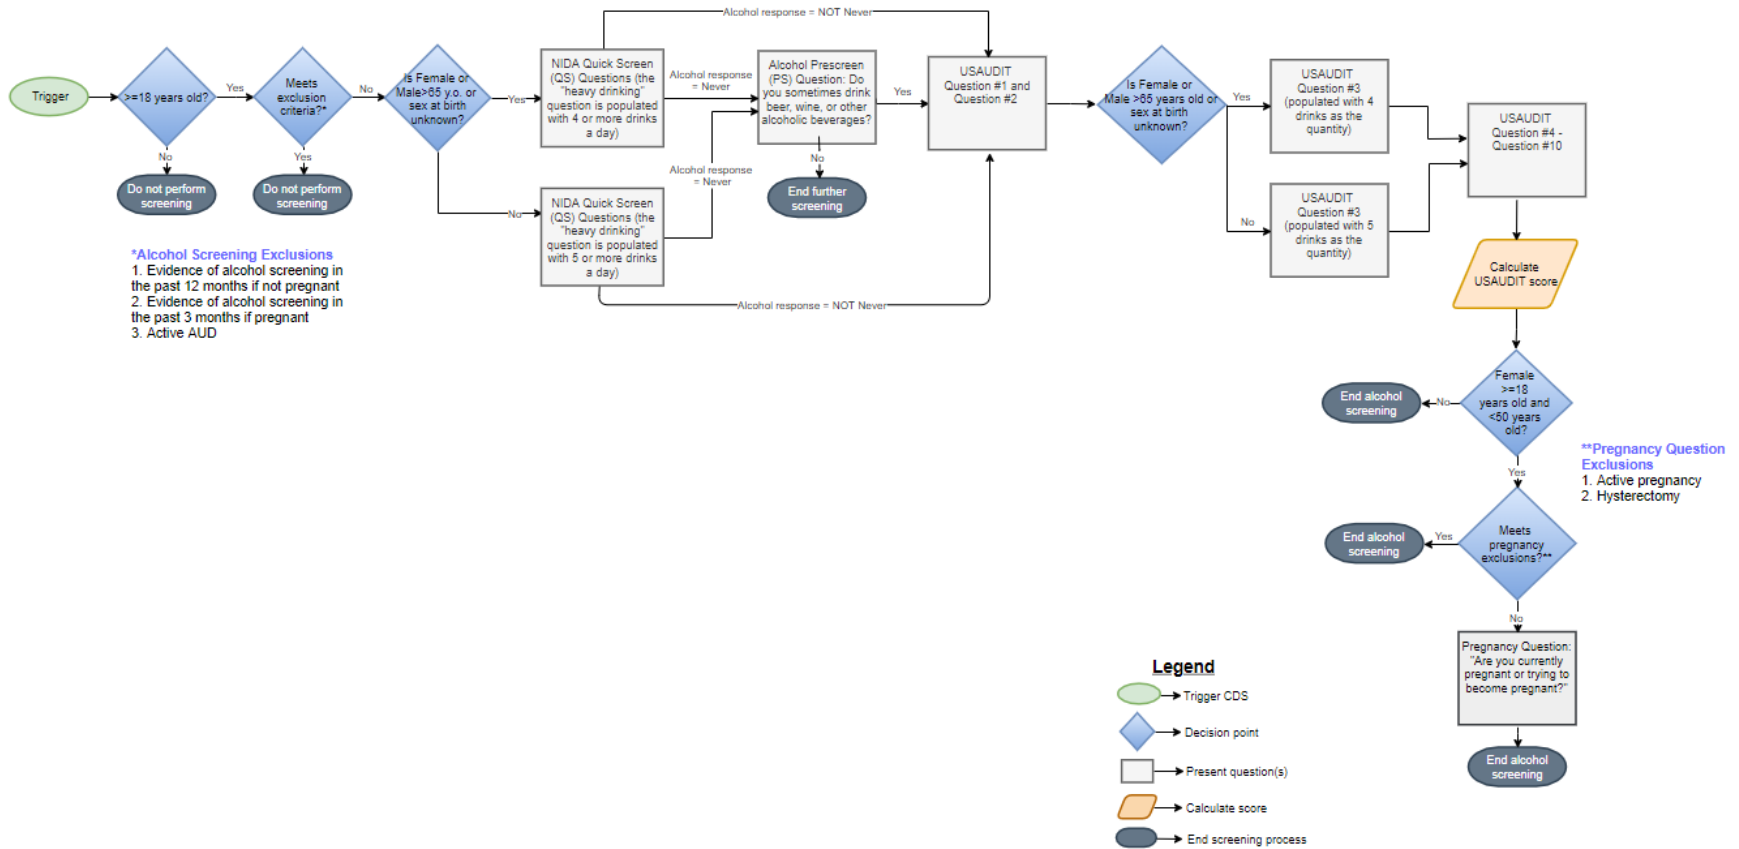 Alcohol response = NOT Never
Trigger
>=18 years old?
Yes
No
Do not perform
screening
Meets
exclusion
criteria?*
No
Yes
Do not perform
screening
Is Female or
Male>65 y.o. or
sex at birth
unknown?
Yes
No
NIDA Quick Screen
(QS) Questions (the
"heavy drinking"
question is populated
with 4 or more drinks
a day)
NIDA Quick Screen
(QS) Questions (the
"heavy drinking"
question is populated
with 5 or more drinks
a day)
Alcohol response
= Never
Alcohol response
= Never
Alcohol response = NOT Never
Alcohol Prescreen
(PS) Question: Do
you sometimes drink
beer, wine, or other
alcoholic beverages?
Yes
No
End further
screening
USAUDIT
Question #1 and
Question #2
Is Female or
Male >65 years old or
sex at birth
unknown?
Yes
No
USAUDIT
Question #3
(populated with 4
drinks as the
quantity)
USAUDIT
Question #3
(populated with 5
drinks as the
quantity)
USAUDIT
Question #4 -
Question #10
Calculate
USAUDIT score
*Alcohol Screening Exclusions
1. Evidence of alcohol screening in
the past 12 months if not pregnant
2. Evidence of alcohol screening in
the past 3 months if pregnant
3. Active AUD
Female
>=18
years old and
<50 years
old?
No
End alcohol
screening
Yes
**Pregnancy Question
Exclusions
1. Active pregnancy
2. Hysterectomy
Meets
pregnancy
exclusions?**
Yes
End alcohol
screening
No
Pregnancy Question:
"Are you currently
pregnant or trying to
become pregnant?"
End alcohol
screening
Legend
Trigger CDS
Decision point
Present question(s)
Calculate score
End screening process